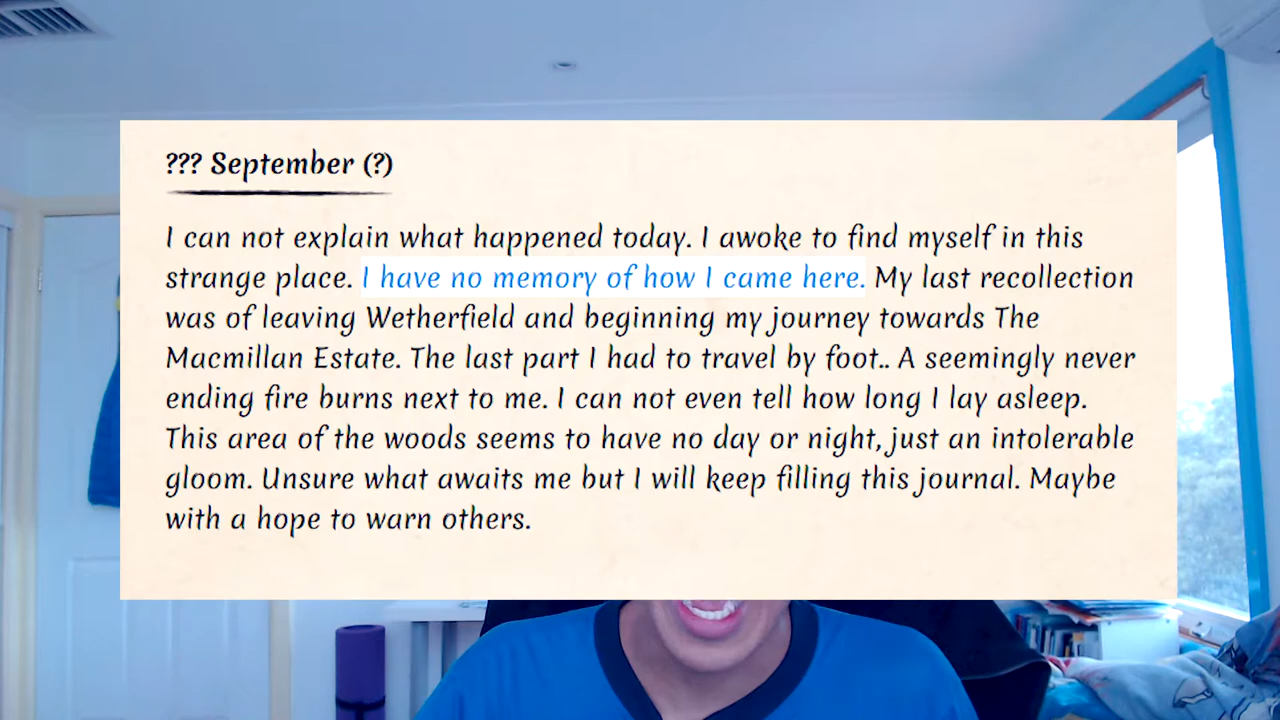 ??? September (?)
I can not explain what happened today. I awoke to find myself in this
strange place. I have no memory of how I came here. My last recollection
was of leaving Wetherfield and beginning my journey towards The
Macmillan Estate. The last part I had to travel by foot.. A seemingly never
ending fire burns next to me. I can not even tell how long I lay asleep.
This area of the woods seems to have no day or night, just an intolerable
gloom. Unsure what awaits me but I will keep filling this journal. Maybe
with a hope to warn others.